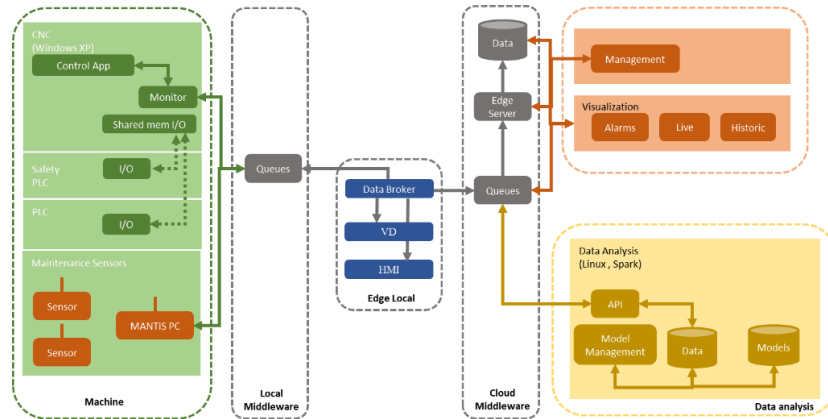 CNC
(Windows XP)
Control App
Monitor
Shared mem I/O
Safety
PLC
I/O
PLC
I/O
Maintenance Sensors
Sensor
Sensor
MANTIS PC
Machine
Queues
Local
Middleware
Data Broker
VD
HMI
Edge Local
Data
Edge
Server
Queues
Cloud
Middleware
Management
Visualization
Alarms
Live
Historic
Data Analysis
(Linux , Spark)
API
Model
Management
Data
Models
Data analysis